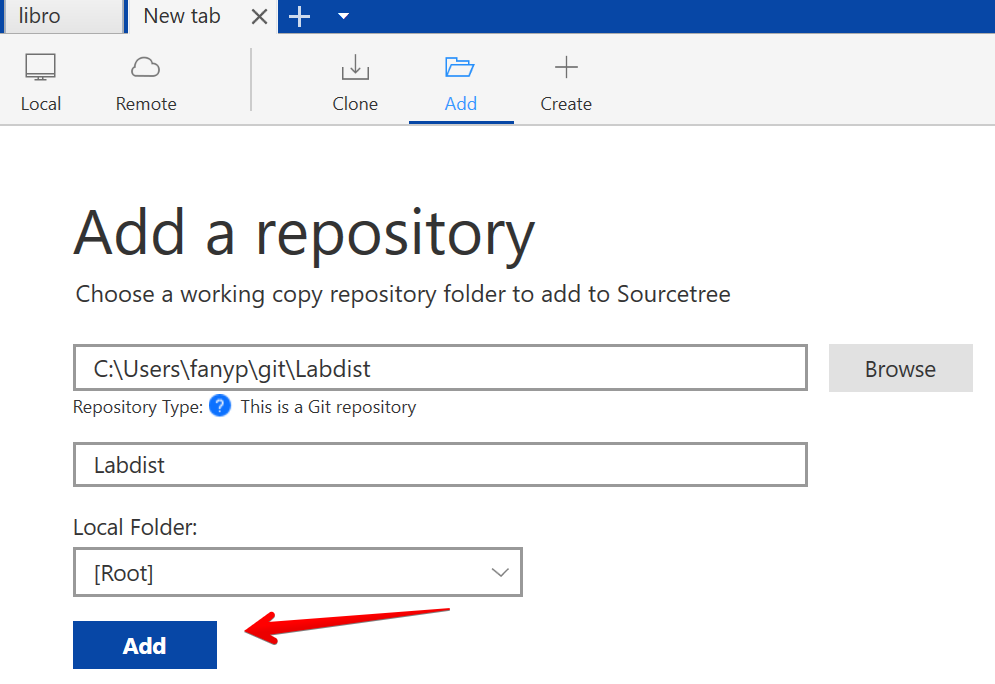 libro New tab
Local Remote Clone Add Create
Add a repository
Choose a working copy repository folder to add to Sourcetree
C:\Users\fanyp\git\Labdist Browse
Repository Type: ? This is a Git repository
Labdist
Local Folder:
[Root]
Add